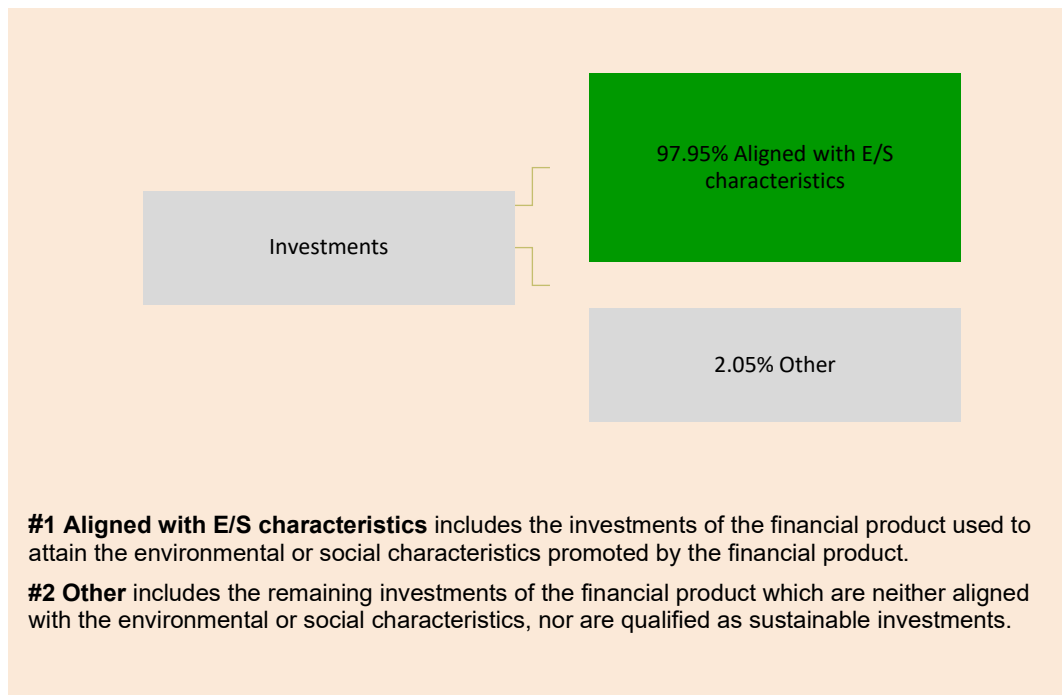 97.95% Aligned with E/S
characteristics
Investments
2.05% Other
#1 Aligned with E/S characteristics includes the investments of the financial product used to
attain the environmental or social characteristics promoted by the financial product.
#2 Other includes the remaining investments of the financial product which are neither aligned
with the environmental or social characteristics, nor are qualified as sustainable investments.